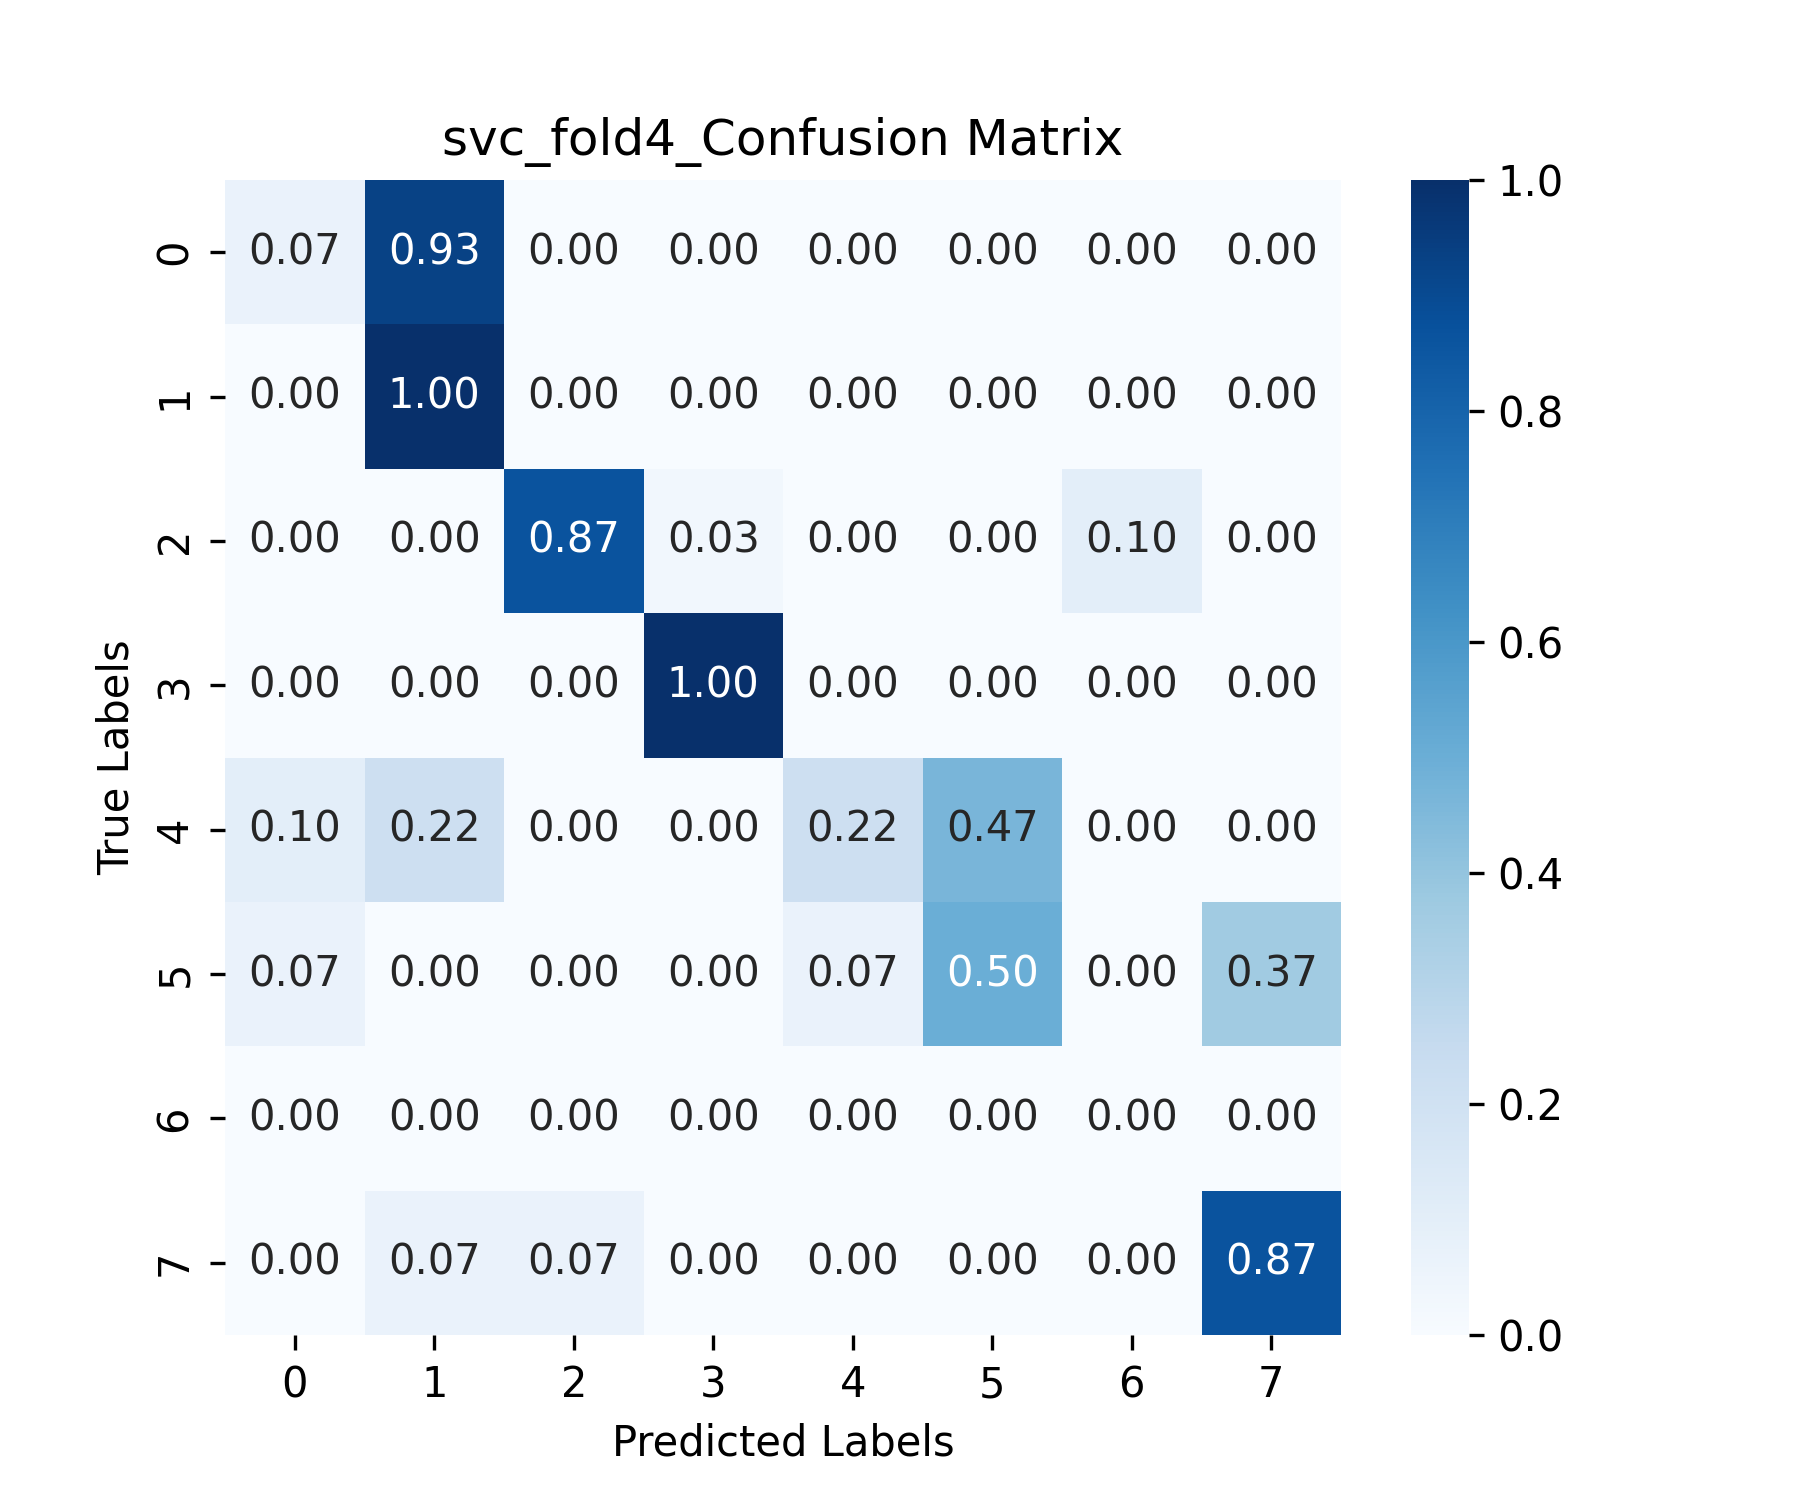 svc_fold4_Confusion Matrix
0 0.07 0.93 0.00 0.00 0.00 0.00 0.00 0.00
1 0.00 1.00 0.00 0.00 0.00 0.00 0.00 0.00
2 0.00 0.00 0.87 0.03 0.00 0.00 0.10 0.00
3 0.00 0.00 0.00 1.00 0.00 0.00 0.00 0.00
4 0.10 0.22 0.00 0.00 0.22 0.47 0.00 0.00
5 0.07 0.00 0.00 0.00 0.07 0.50 0.00 0.37
6 0.00 0.00 0.00 0.00 0.00 0.00 0.00 0.00
7 0.00 0.07 0.07 0.00 0.00 0.00 0.00 0.87
0 1 2 3 4 5 6 7
Predicted Labels
True Labels
1.0
0.8
0.6
0.4
0.2
0.0